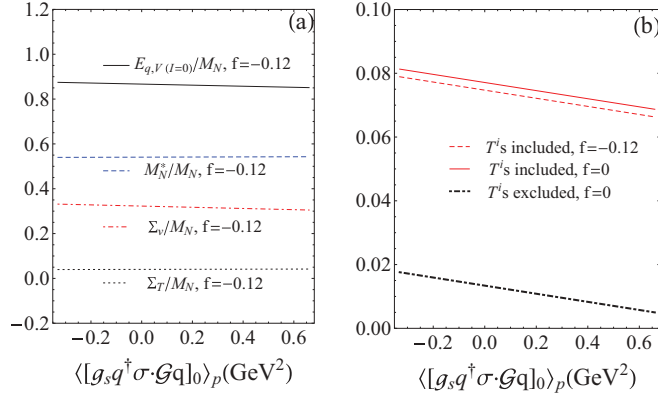 (a)
1.2
1.0
0.8
0.6
0.4
0.2
0.0
−0.2
E_{q,V (I=0)}/M_N, f=−0.12
M_N^*/M_N, f=−0.12
Σ_v/M_N, f=−0.12
Σ_T/M_N, f=−0.12
−0.2 0.0 0.2 0.4 0.6
⟨[g_s q^†σ·𝒢q]_0⟩_p(GeV^2)
(b)
0.10
0.08
0.06
0.04
0.02
0.00
T^i s included, f=−0.12
T^i s included, f=0
T^i s excluded, f=0
−0.2 0.0 0.2 0.4 0.6
⟨[g_s q^†σ·𝒢q]_0⟩_p(GeV^2)